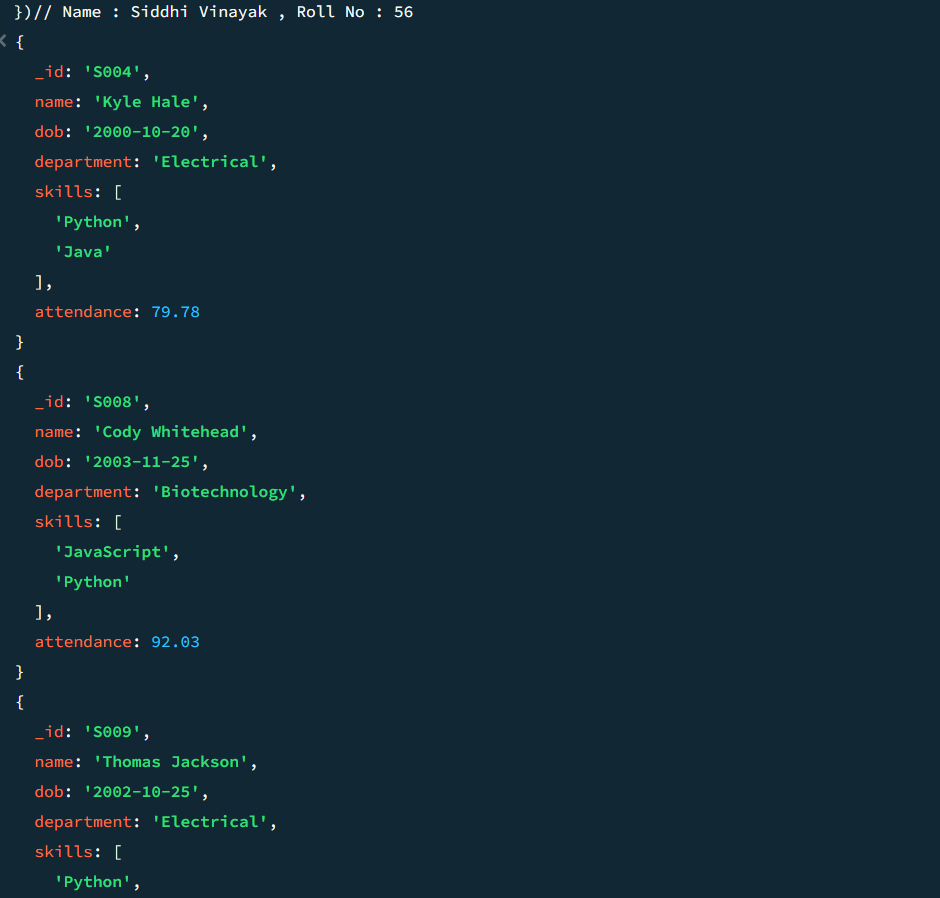 })// Name : Siddhi Vinayak , Roll No : 56
{
_id: 'S004',
name: 'Kyle Hale',
dob: '2000-10-20',
department: 'Electrical',
skills: [
'Python',
'Java'
],
attendance: 79.78
}
{
_id: 'S008',
name: 'Cody Whitehead',
dob: '2003-11-25',
department: 'Biotechnology',
skills: [
'JavaScript',
'Python'
],
attendance: 92.03
}
{
_id: 'S009',
name: 'Thomas Jackson',
dob: '2002-10-25',
department: 'Electrical',
skills: [
'Python',